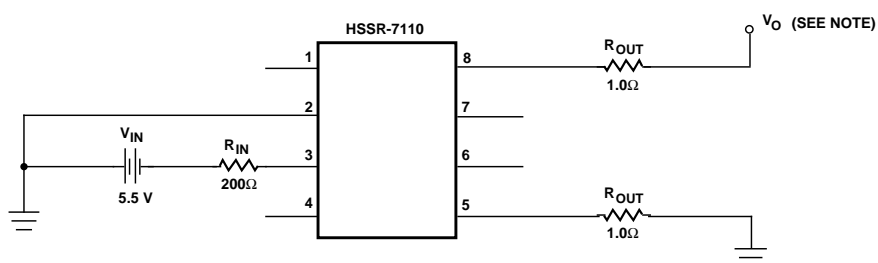 HSSR-7110
V_O (SEE NOTE)
1
8
R_OUT
1.0Ω
2
7
V_IN
5.5 V
R_IN
200Ω
3
6
4
5
R_OUT
1.0Ω